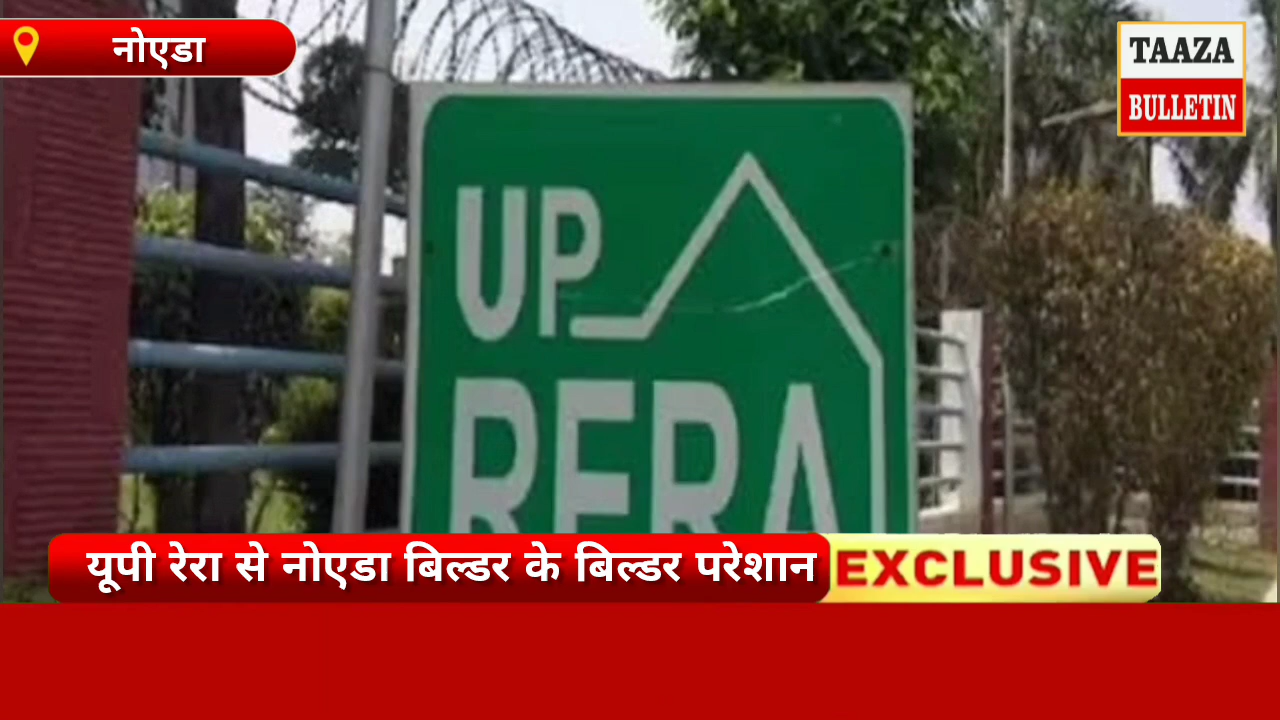 नोएडा
TAAZA
BULLETIN
UP
RERA
यूपी रेरा से नोएडा बिल्डर के बिल्डर परेशान
EXCLUSIVE